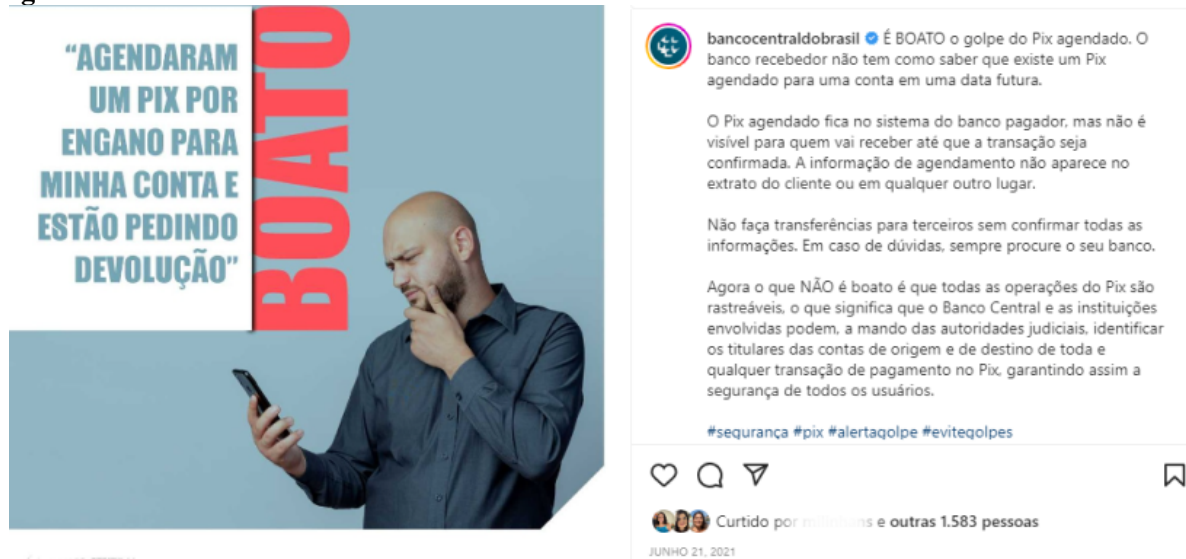 “AGENDARAM
UM PIX POR
ENGANO PARA
MINHA CONTA E
ESTÃO PEDINDO
DEVOLUÇÃO”
BOATO
bancocentraldobrasil É BOATO o golpe do Pix agendado. O
banco recebedor não tem como saber que existe um Pix
agendado para uma conta em uma data futura.
O Pix agendado fica no sistema do banco pagador, mas não é
visível para quem vai receber até que a transação seja
confirmada. A informação de agendamento não aparece no
extrato do cliente ou em qualquer outro lugar.
Não faça transferências para terceiros sem confirmar todas as
informações. Em caso de dúvidas, sempre procure o seu banco.
Agora o que NÃO é boato é que todas as operações do Pix são
rastreáveis, o que significa que o Banco Central e as instituições
envolvidas podem, a mando das autoridades judiciais, identificar
os titulares das contas de origem e de destino de toda e
qualquer transação de pagamento no Pix, garantindo assim a
segurança de todos os usuários.
#segurança #pix #alertagolpe #evitegolpes
Curtido por e outras 1.583 pessoas
JUNHO 21, 2021